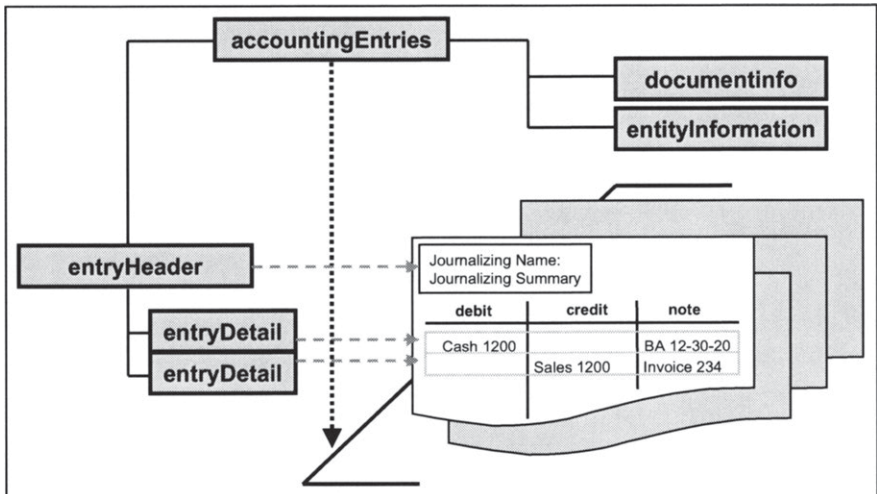 accountingEntries
documentinfo
entityInformation
entryHeader
entryDetail
entryDetail
Journalizing Name:
Journalizing Summary
debit credit note
Cash 1200 BA 12-30-20
Sales 1200 Invoice 234